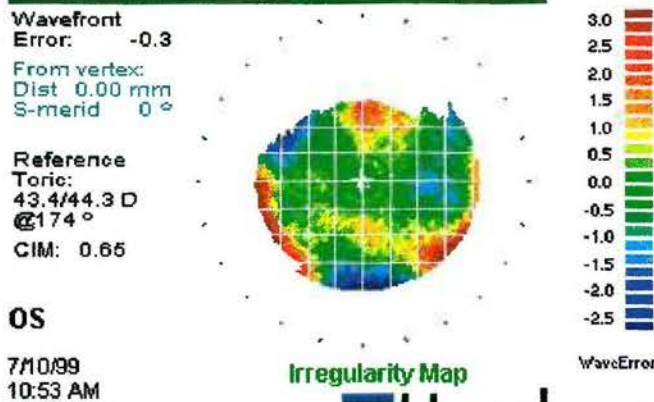 Wavefront
Error: -0.3
From vertex:
Dist 0.00 mm
S-merid 0 °
Reference
Toric:
43.4/44.3 D
@174 °
CIM: 0.65
OS
7/10/99
10:53 AM
Irregularity Map
3.0
2.5
2.0
1.5
1.0
0.5
0.0
-0.5
-1.0
-1.5
-2.0
-2.5
WaveError